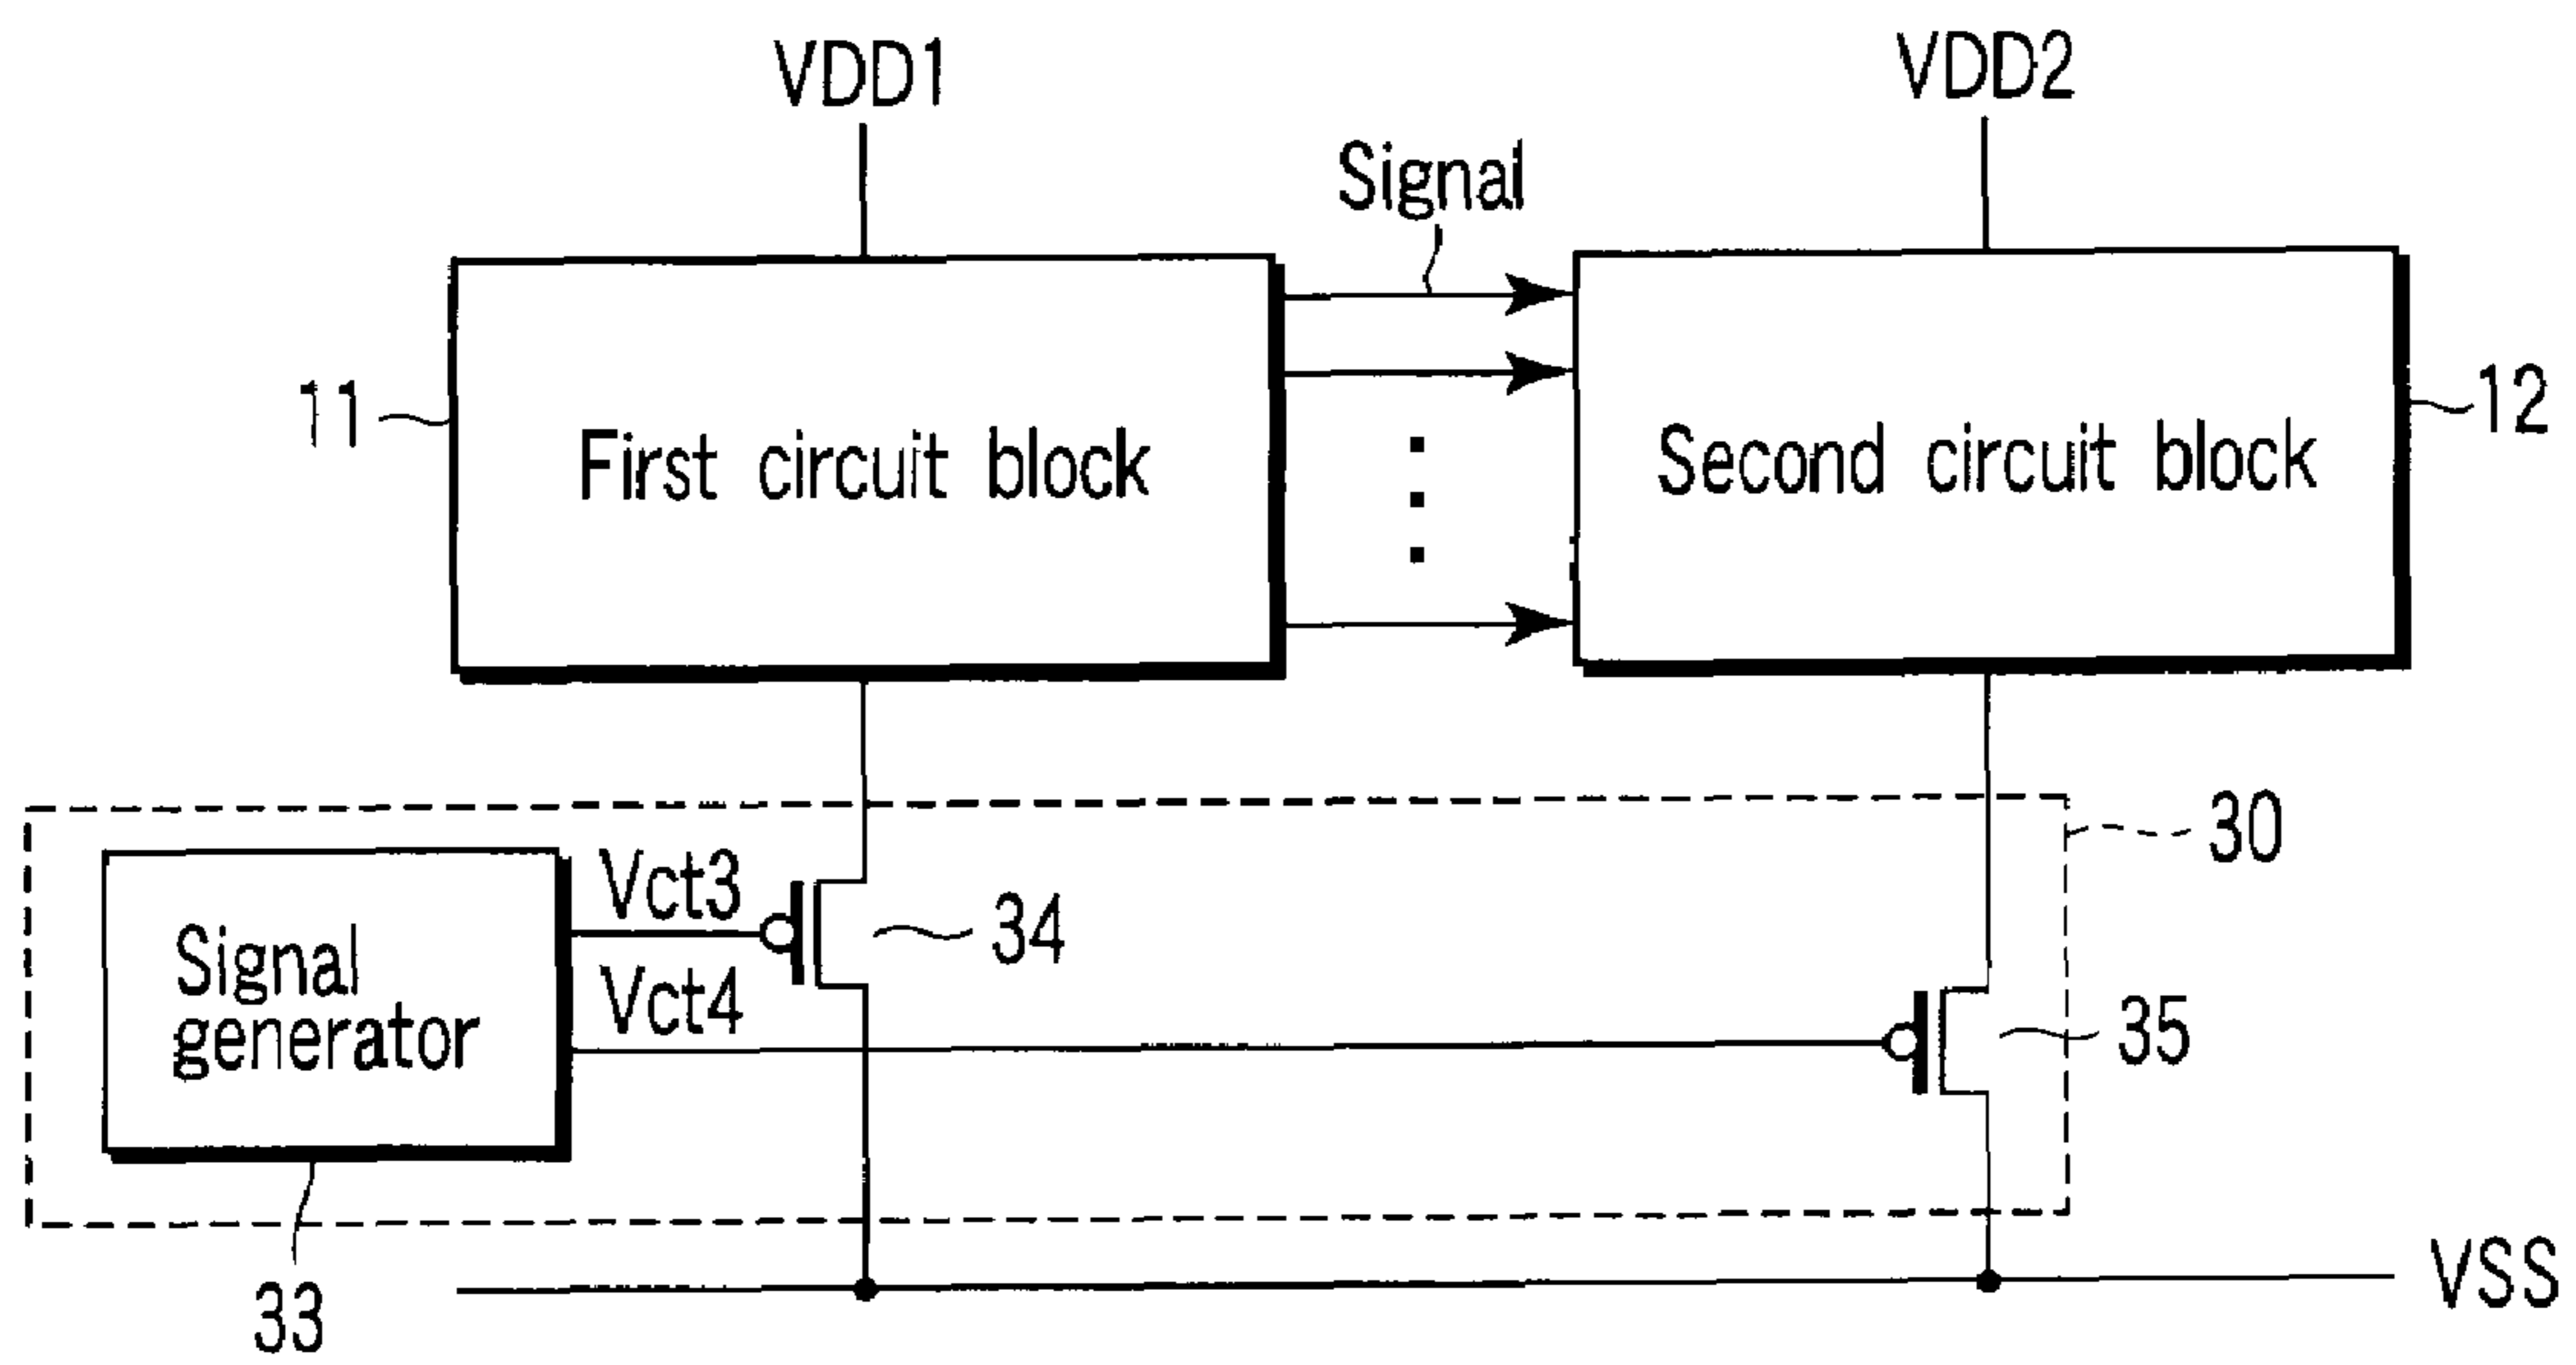 VDD1
VDD2
Signal
11
First circuit block
Second circuit block
12
30
Vct3
34
Signal
generator
Vct4
35
33
VSS